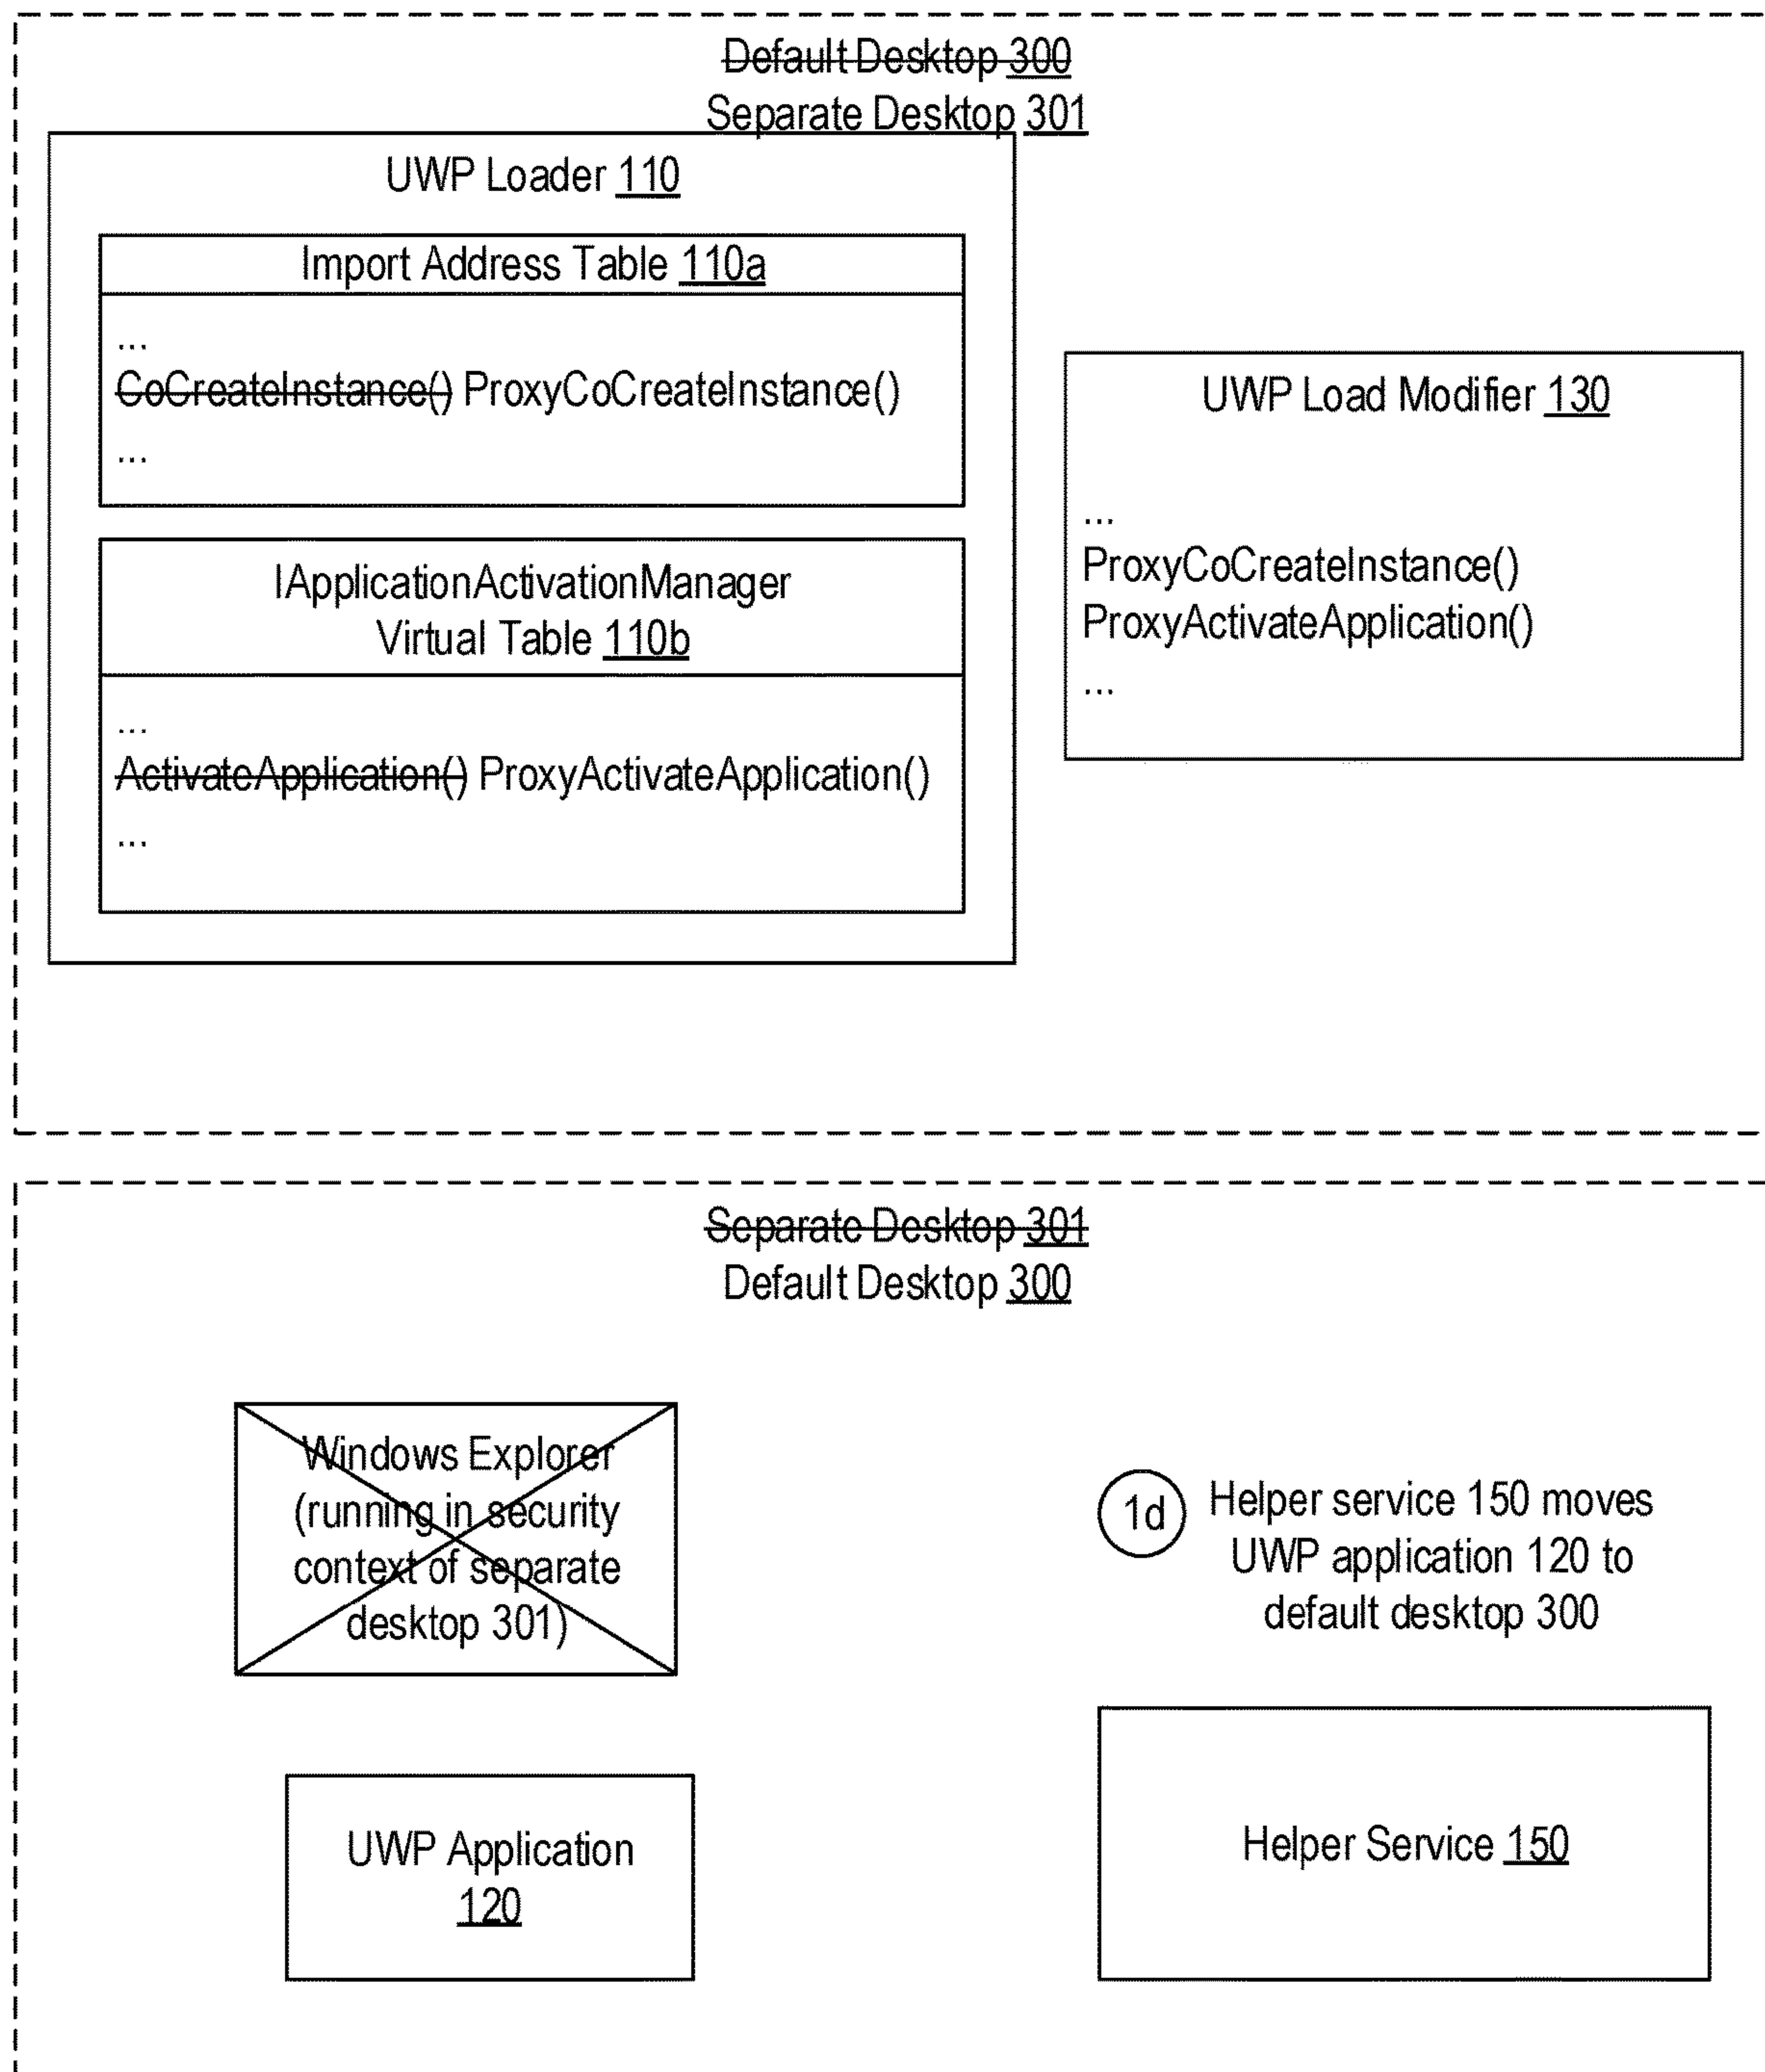 Default Desktop 300
Separate Desktop 301
UWP Loader 110
Import Address Table 110a
...
CoCreateInstance() ProxyCoCreateInstance()
...
IApplicationActivationManager
Virtual Table 110b
...
ActivateApplication() ProxyActivateApplication()
...
UWP Load Modifier 130
...
ProxyCoCreateInstance()
ProxyActivateApplication()
...
Separate Desktop 301
Default Desktop 300
Windows Explorer
(running in security
context of separate
desktop 301)
1d Helper service 150 moves
UWP application 120 to
default desktop 300
UWP Application
120
Helper Service 150